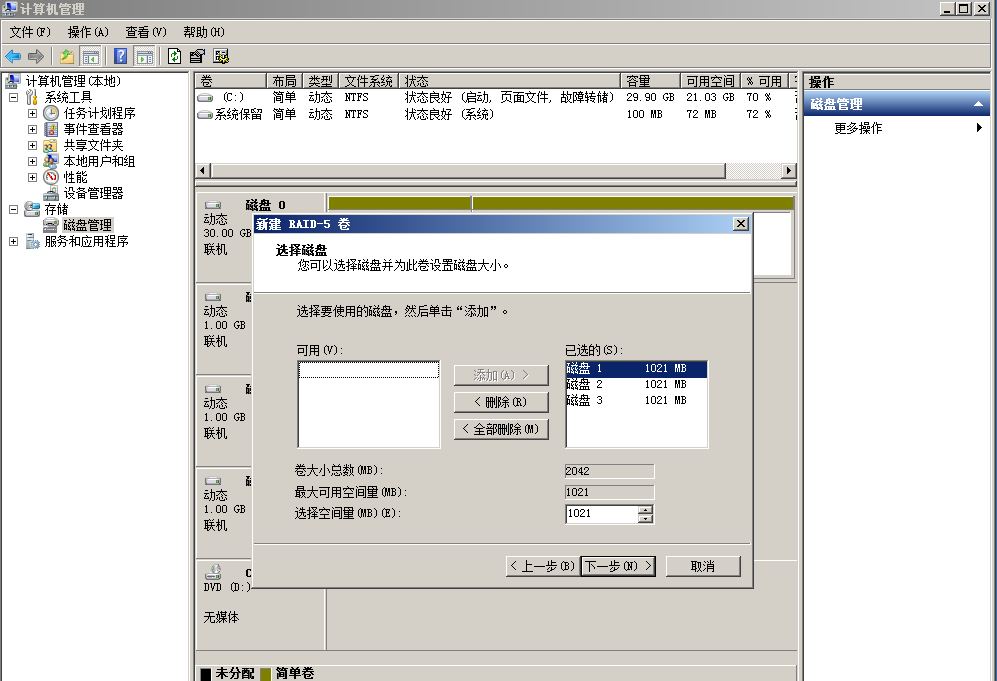 计算机管理
文件(F) 操作(A) 查看(V) 帮助(H)
计算机管理(本地)
系统工具
任务计划程序
事件查看器
共享文件夹
本地用户和组
性能
设备管理器
存储
磁盘管理
服务和应用程序
卷 布局 类型 文件系统 状态 容量 可用空间 % 可用
(C:) 简单 动态 NTFS 状态良好 (启动, 页面文件, 故障转储) 29.90 GB 21.03 GB 70 %
系统保留 简单 动态 NTFS 状态良好 (系统) 100 MB 72 MB 72 %
磁盘 0
动态
30.00 GB
联机
动态
1.00 GB
联机
动态
1.00 GB
联机
动态
1.00 GB
联机
DVD (D:)
无媒体
未分配 简单卷
新建 RAID-5 卷
选择磁盘
您可以选择磁盘并为此卷设置磁盘大小。
选择要使用的磁盘，然后单击“添加”。
可用(V): 已选的(S):
添加(A) >
< 删除(R)
< 全部删除(M)
磁盘 1 1021 MB
磁盘 2 1021 MB
磁盘 3 1021 MB
卷大小总数(MB): 2042
最大可用空间量(MB): 1021
选择空间量(MB)(E): 1021
< 上一步(B) 下一步(N) > 取消
操作
磁盘管理
更多操作